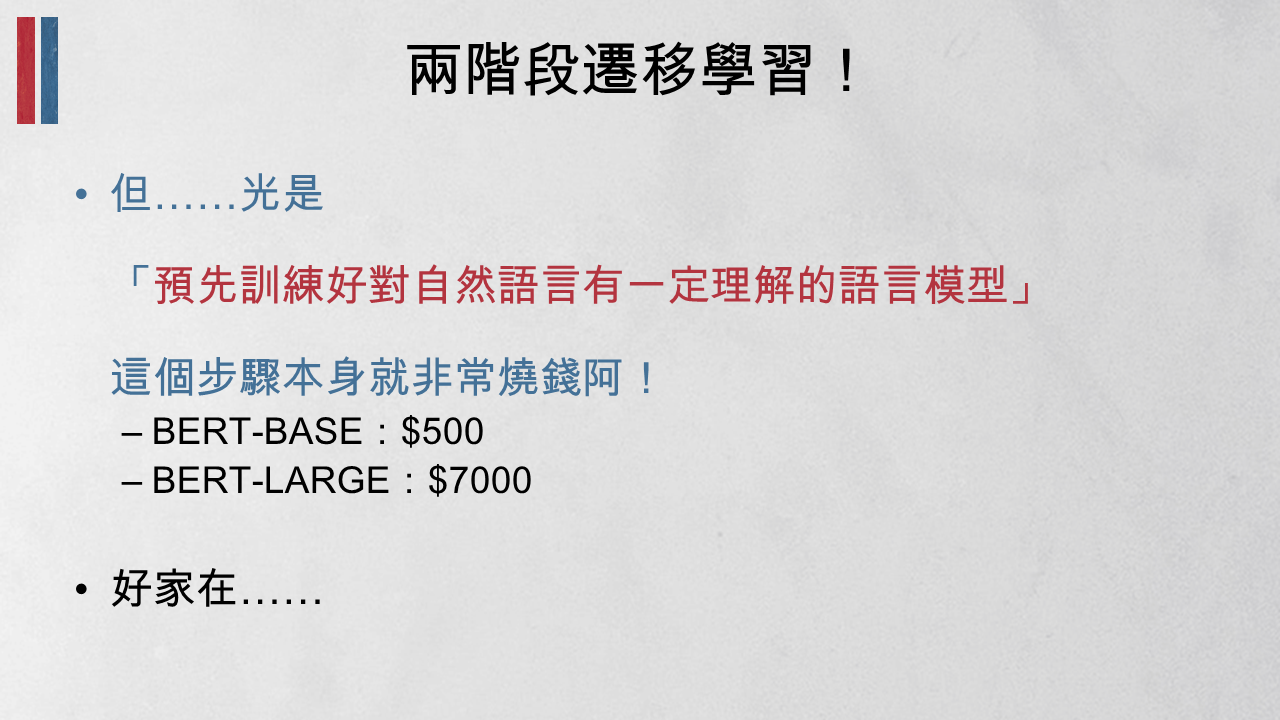 兩階段遷移學習！
• 但……光是
「預先訓練好對自然語言有一定理解的語言模型」
這個步驟本身就非常燒錢阿！
– BERT-BASE：$500
– BERT-LARGE：$7000
• 好家在……